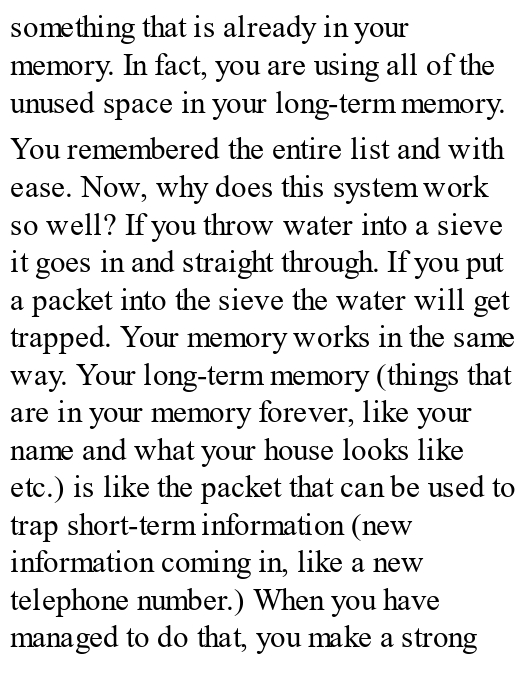 something that is already in your
memory. In fact, you are using all of the
unused space in your long-term memory.
You remembered the entire list and with
ease. Now, why does this system work
so well? If you throw water into a sieve
it goes in and straight through. If you put
a packet into the sieve the water will get
trapped. Your memory works in the same
way. Your long-term memory (things that
are in your memory forever, like your
name and what your house looks like
etc.) is like the packet that can be used to
trap short-term information (new
information coming in, like a new
telephone number.) When you have
managed to do that, you make a strong